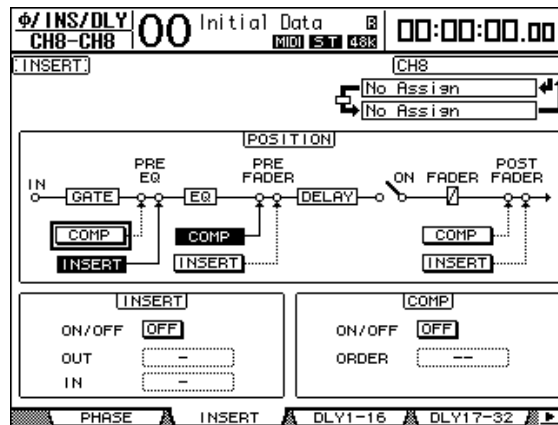 φ/INS/DLY
CH8-CH8
00
Initial Data
MIDI S.T 48k
00:00:00.00
INSERT
CH8
No Assign
No Assign
POSITION
IN
GATE
PRE EQ
EQ
PRE FADER
DELAY
ON
FADER
POST FADER
COMP
COMP
COMP
INSERT
INSERT
INSERT
INSERT
COMP
ON/OFF OFF
ON/OFF OFF
OUT -
ORDER --
IN -
PHASE
INSERT
DLY1-16
DLY17-32